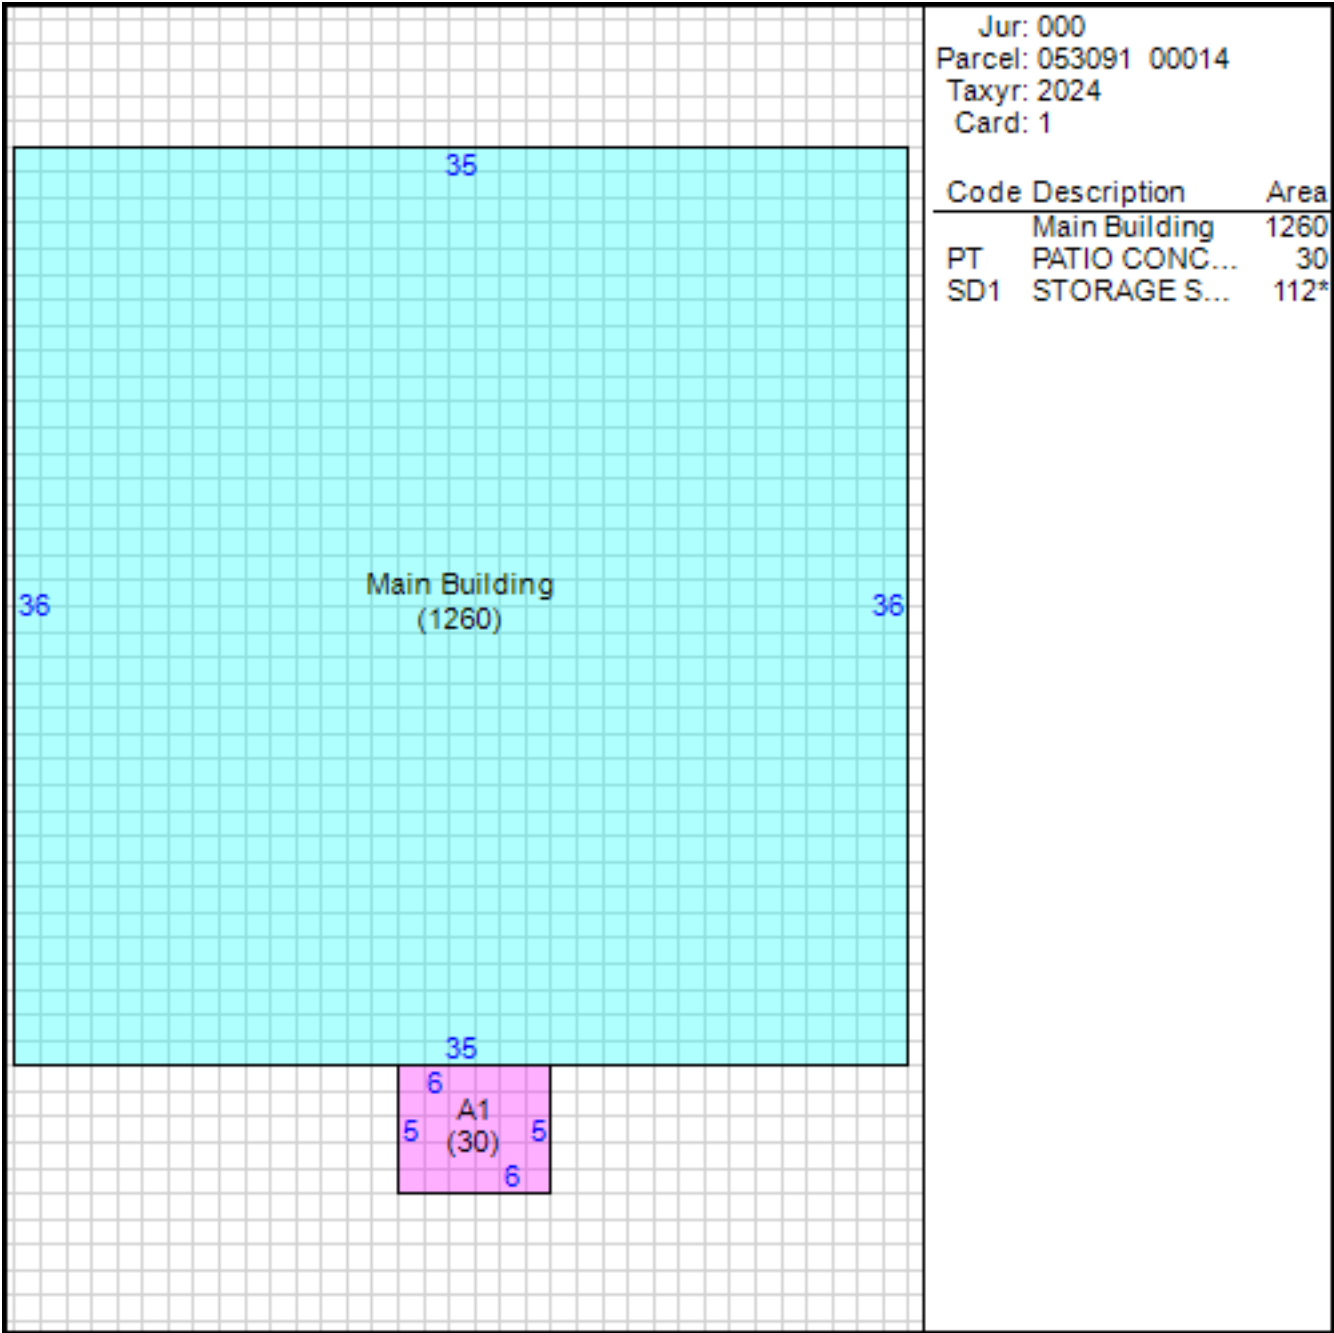 Jur: 000
Parcel: 053091 00014
Taxyr: 2024
Card: 1
Code Description Area
Main Building 1260
PT PATIO CONC... 30
SD1 STORAGE S... 112*
35
36
Main Building
(1260)
36
35
6
A1
5 (30) 5
6